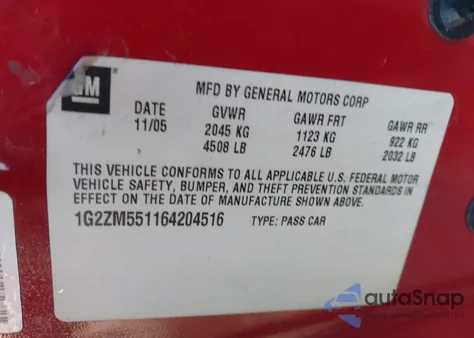 GM
MFD BY GENERAL MOTORS CORP
DATE GVWR GAWR FRT GAWR RR
11/05 2045 KG 1123 KG 922 KG
4508 LB 2476 LB 2032 LB
THIS VEHICLE CONFORMS TO ALL APPLICABLE U.S. FEDERAL MOTOR
VEHICLE SAFETY, BUMPER, AND THEFT PREVENTION STANDARDS IN
EFFECT ON THE DATE OF MANUFACTURE SHOWN ABOVE.
1G2ZM551164204516 TYPE: PASS CAR
autoSnap